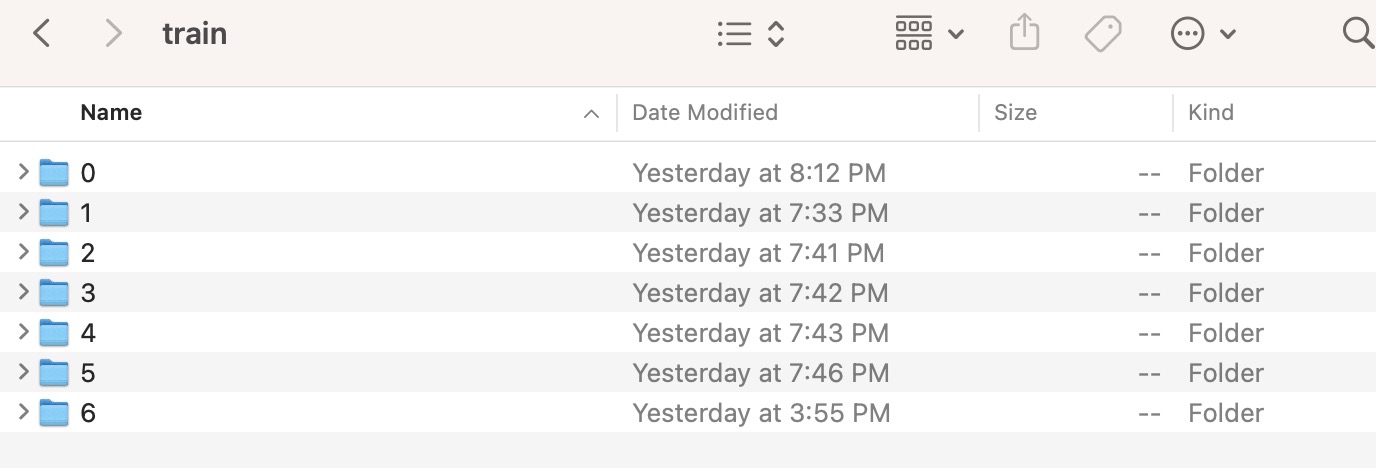 train
Name Date Modified Size Kind
0 Yesterday at 8:12 PM -- Folder
1 Yesterday at 7:33 PM -- Folder
2 Yesterday at 7:41 PM -- Folder
3 Yesterday at 7:42 PM -- Folder
4 Yesterday at 7:43 PM -- Folder
5 Yesterday at 7:46 PM -- Folder
6 Yesterday at 3:55 PM -- Folder